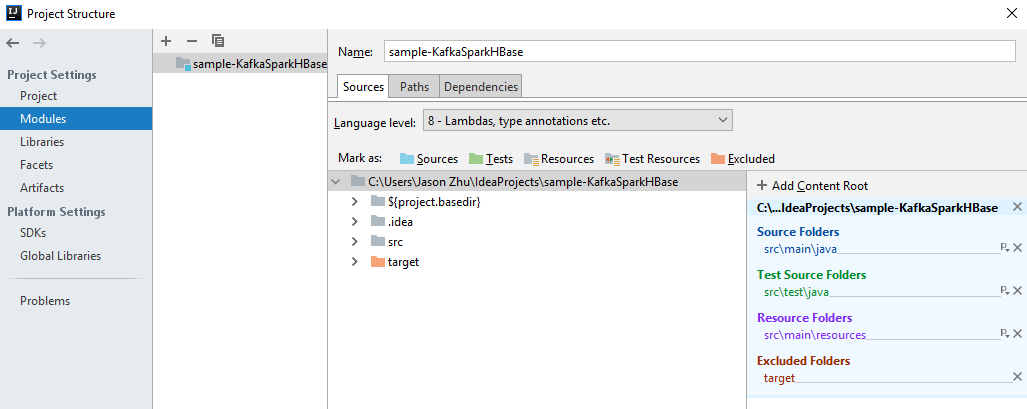 Project Structure
Project Settings
Project
Modules
Libraries
Facets
Artifacts
Platform Settings
SDKs
Global Libraries
Problems
sample-KafkaSparkHBase
Name: sample-KafkaSparkHBase
Sources Paths Dependencies
Language level: 8 - Lambdas, type annotations etc.
Mark as: Sources Tests Resources Test Resources Excluded
C:\Users\Jason Zhu\IdeaProjects\sample-KafkaSparkHBase
${project.basedir}
.idea
src
target
+ Add Content Root
C:\...IdeaProjects\sample-KafkaSparkHBase
Source Folders
src\main\java
Test Source Folders
src\test\java
Resource Folders
src\main\resources
Excluded Folders
target